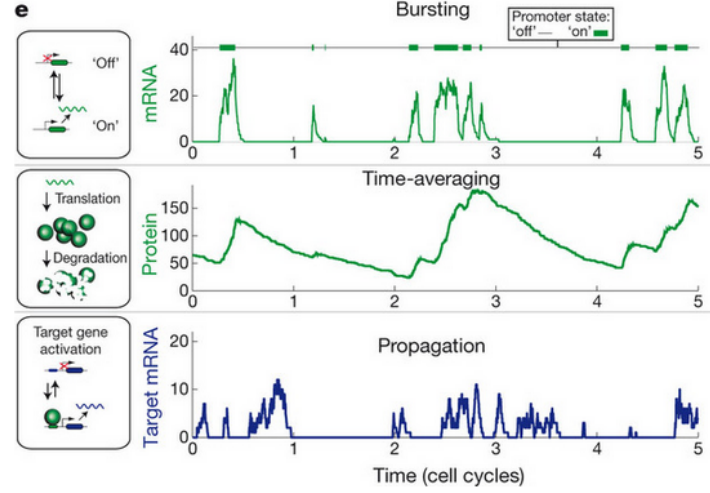 e
Bursting
Promoter state:
'off' — 'on'
'Off'
'On'
mRNA
40
20
0
0 1 2 3 4 5
Time-averaging
Translation
Degradation
Protein
150
100
50
0
0 1 2 3 4 5
Target gene
activation
Propagation
Target mRNA
20
10
0
0 1 2 3 4 5
Time (cell cycles)